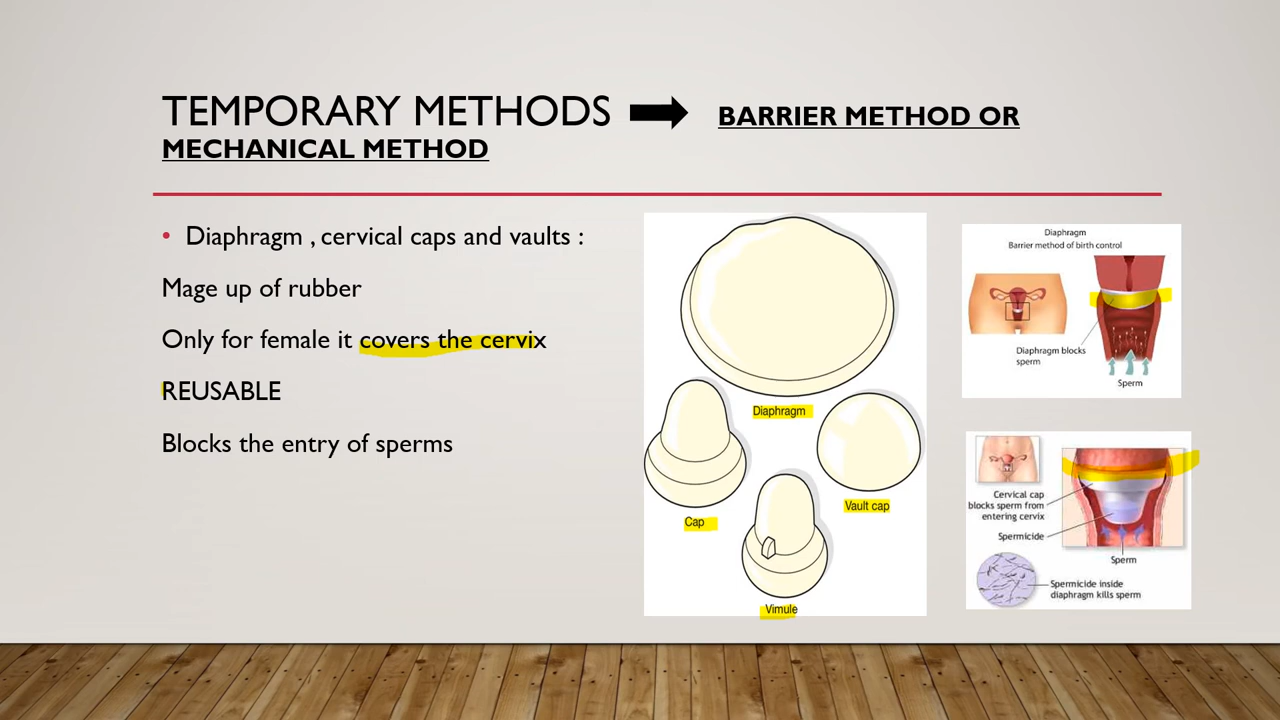 TEMPORARY METHODS BARRIER METHOD OR
MECHANICAL METHOD
• Diaphragm , cervical caps and vaults :
Mage up of rubber
Only for female it covers the cervix
REUSABLE
Blocks the entry of sperms
Diaphragm
Cap
Vault cap
Vimule
Diaphragm
Barrier method of birth control
Diaphragm blocks
sperm
Sperm
Cervical cap
blocks sperm from
entering cervix
Spermicide
Sperm
Spermicide inside
diaphragm kills sperm